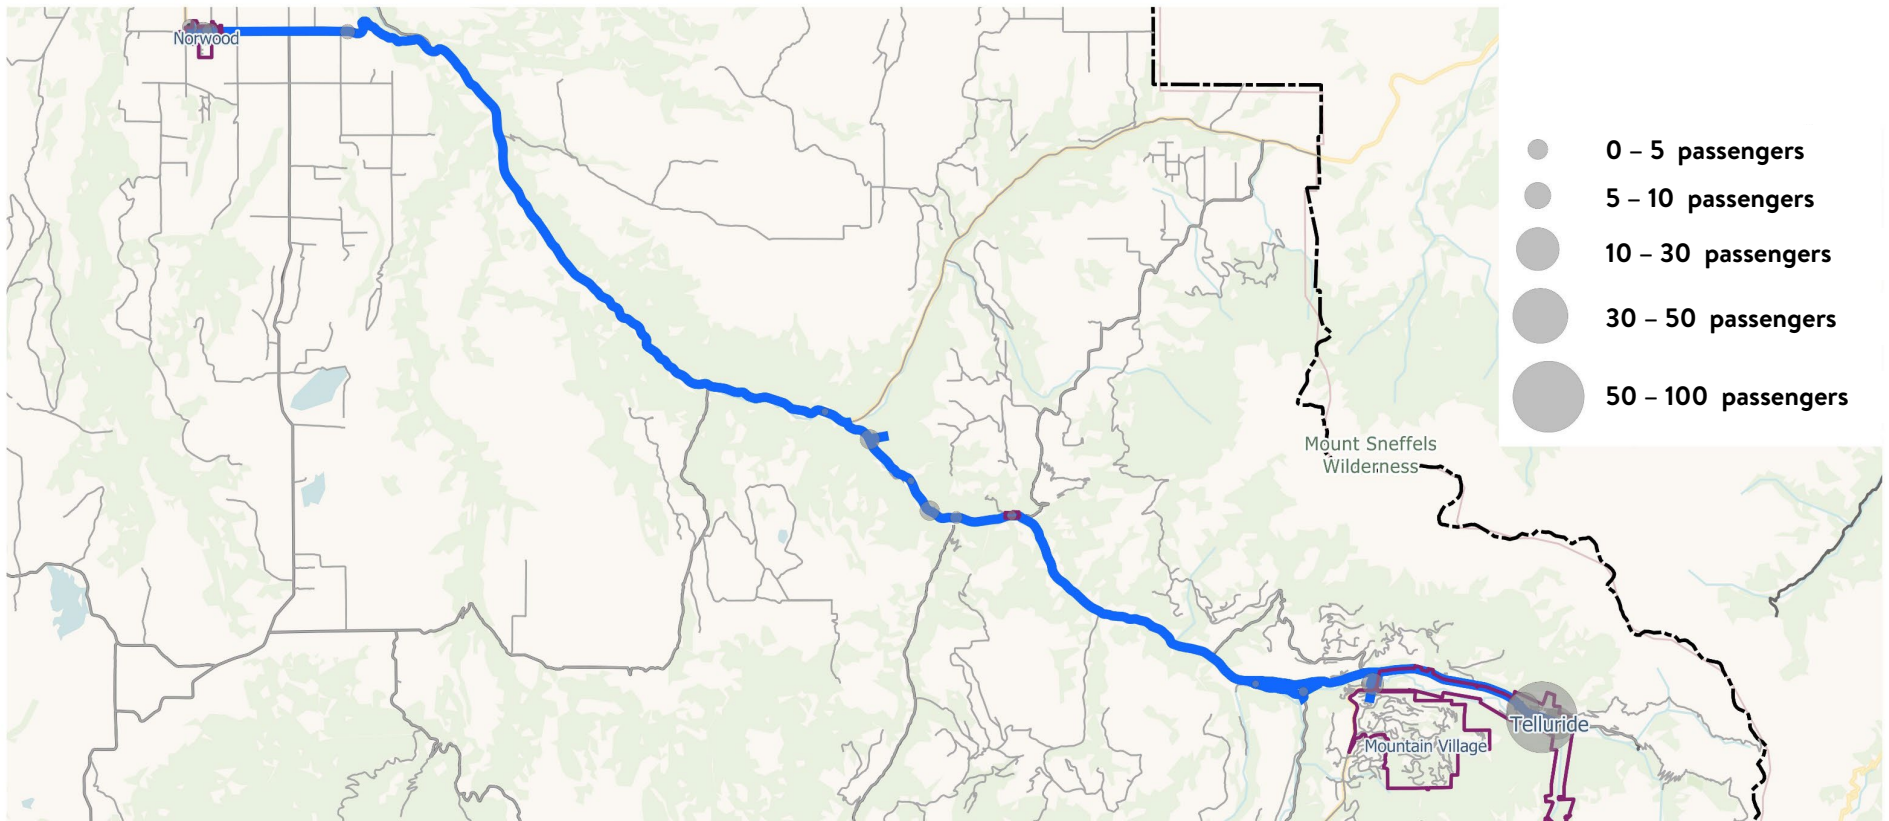 Norwood
0 – 5 passengers
5 – 10 passengers
10 – 30 passengers
30 – 50 passengers
50 – 100 passengers
Mount Sneffels
Wilderness
Telluride
Mountain Village